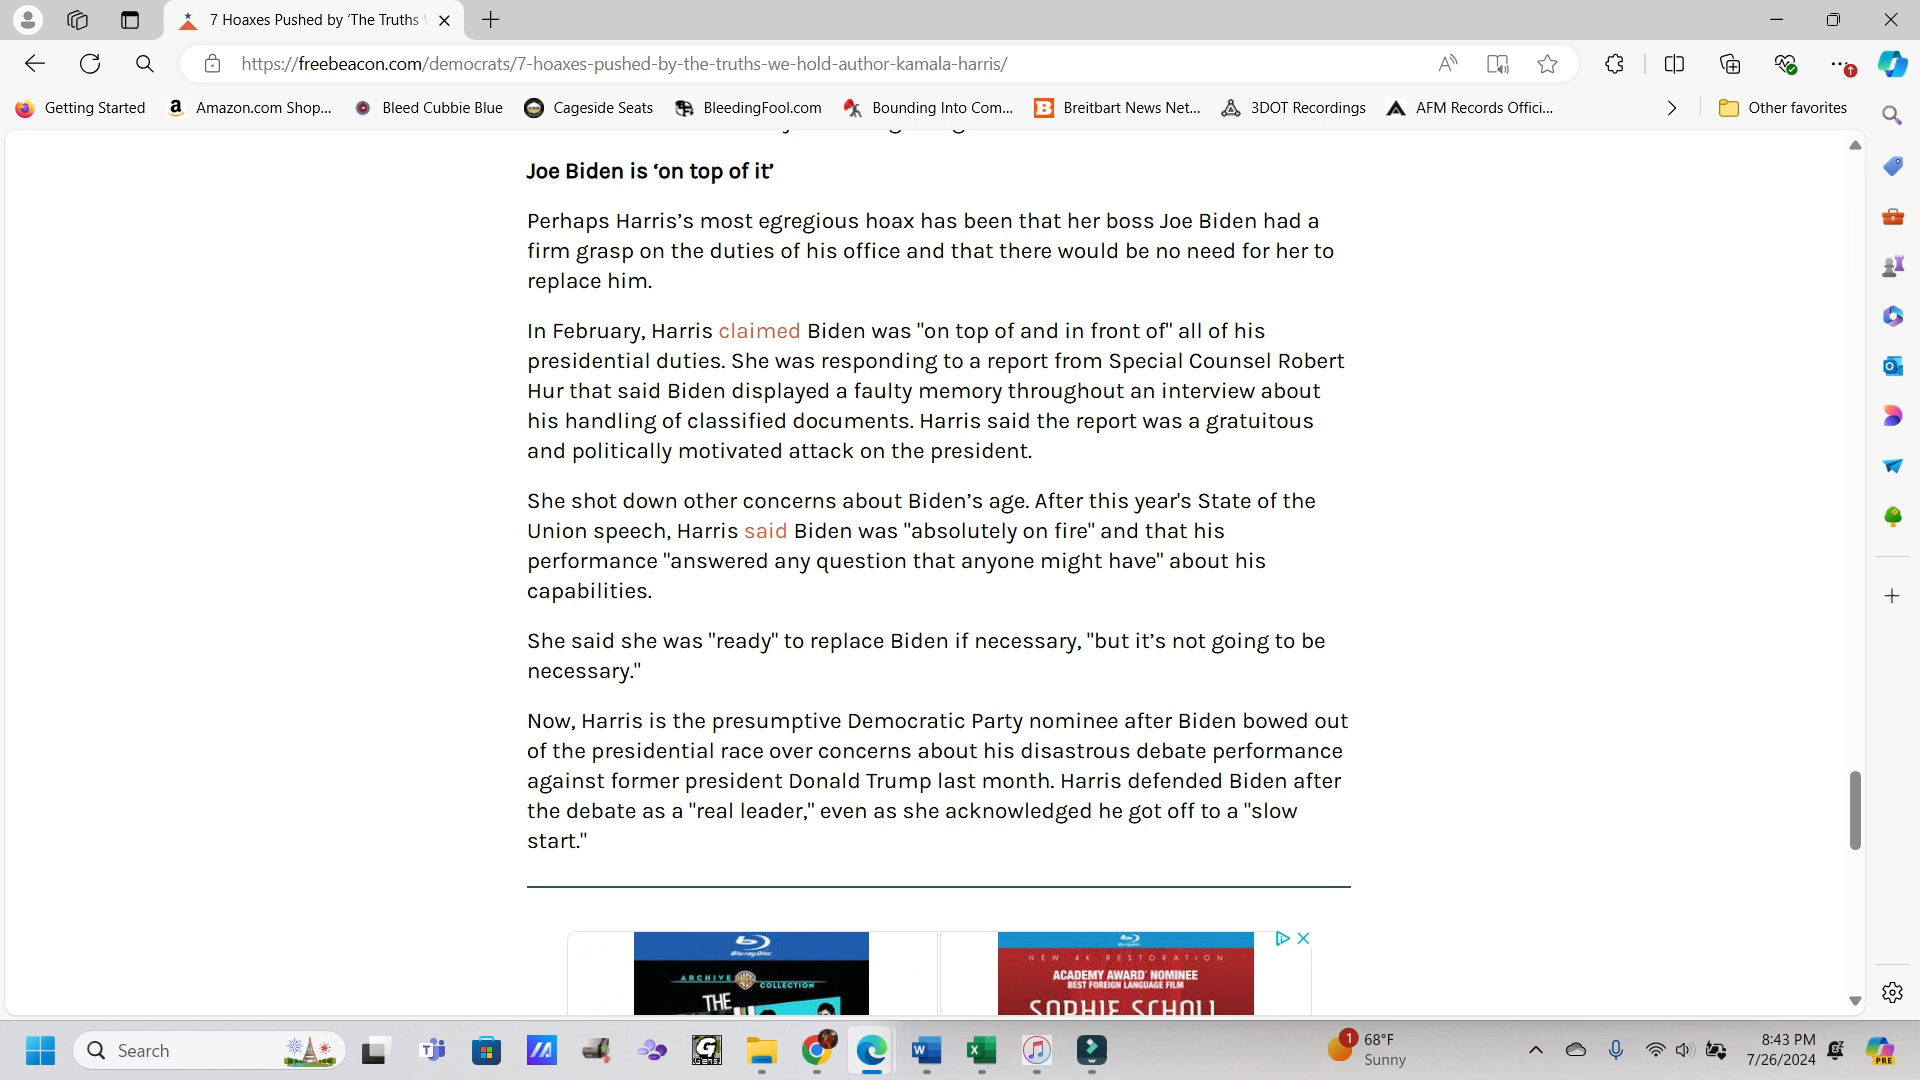 7 Hoaxes Pushed by 'The Truths
https://freebeacon.com/democrats/7-hoaxes-pushed-by-the-truths-we-hold-author-kamala-harris/
Getting Started
Amazon.com Shop...
Bleed Cubbie Blue
Cageside Seats
BleedingFool.com
Bounding Into Com...
Breitbart News Net...
3DOT Recordings
AFM Records Offici...
Other favorites
Joe Biden is ‘on top of it’
Perhaps Harris’s most egregious hoax has been that her boss Joe Biden had a
firm grasp on the duties of his office and that there would be no need for her to
replace him.
In February, Harris claimed Biden was "on top of and in front of" all of his
presidential duties. She was responding to a report from Special Counsel Robert
Hur that said Biden displayed a faulty memory throughout an interview about
his handling of classified documents. Harris said the report was a gratuitous
and politically motivated attack on the president.
She shot down other concerns about Biden’s age. After this year's State of the
Union speech, Harris said Biden was "absolutely on fire" and that his
performance "answered any question that anyone might have" about his
capabilities.
She said she was "ready" to replace Biden if necessary, "but it’s not going to be
necessary."
Now, Harris is the presumptive Democratic Party nominee after Biden bowed out
of the presidential race over concerns about his disastrous debate performance
against former president Donald Trump last month. Harris defended Biden after
the debate as a "real leader," even as she acknowledged he got off to a "slow
start."
Blu-ray Disc
ARCHIVE WB COLLECTION
THE
NEW 4K RESTORATION
ACADEMY AWARD® NOMINEE
BEST FOREIGN LANGUAGE FILM
SOPHIE SCHOLL
Search
1
68°F
Sunny
8:43 PM
7/26/2024
PRE